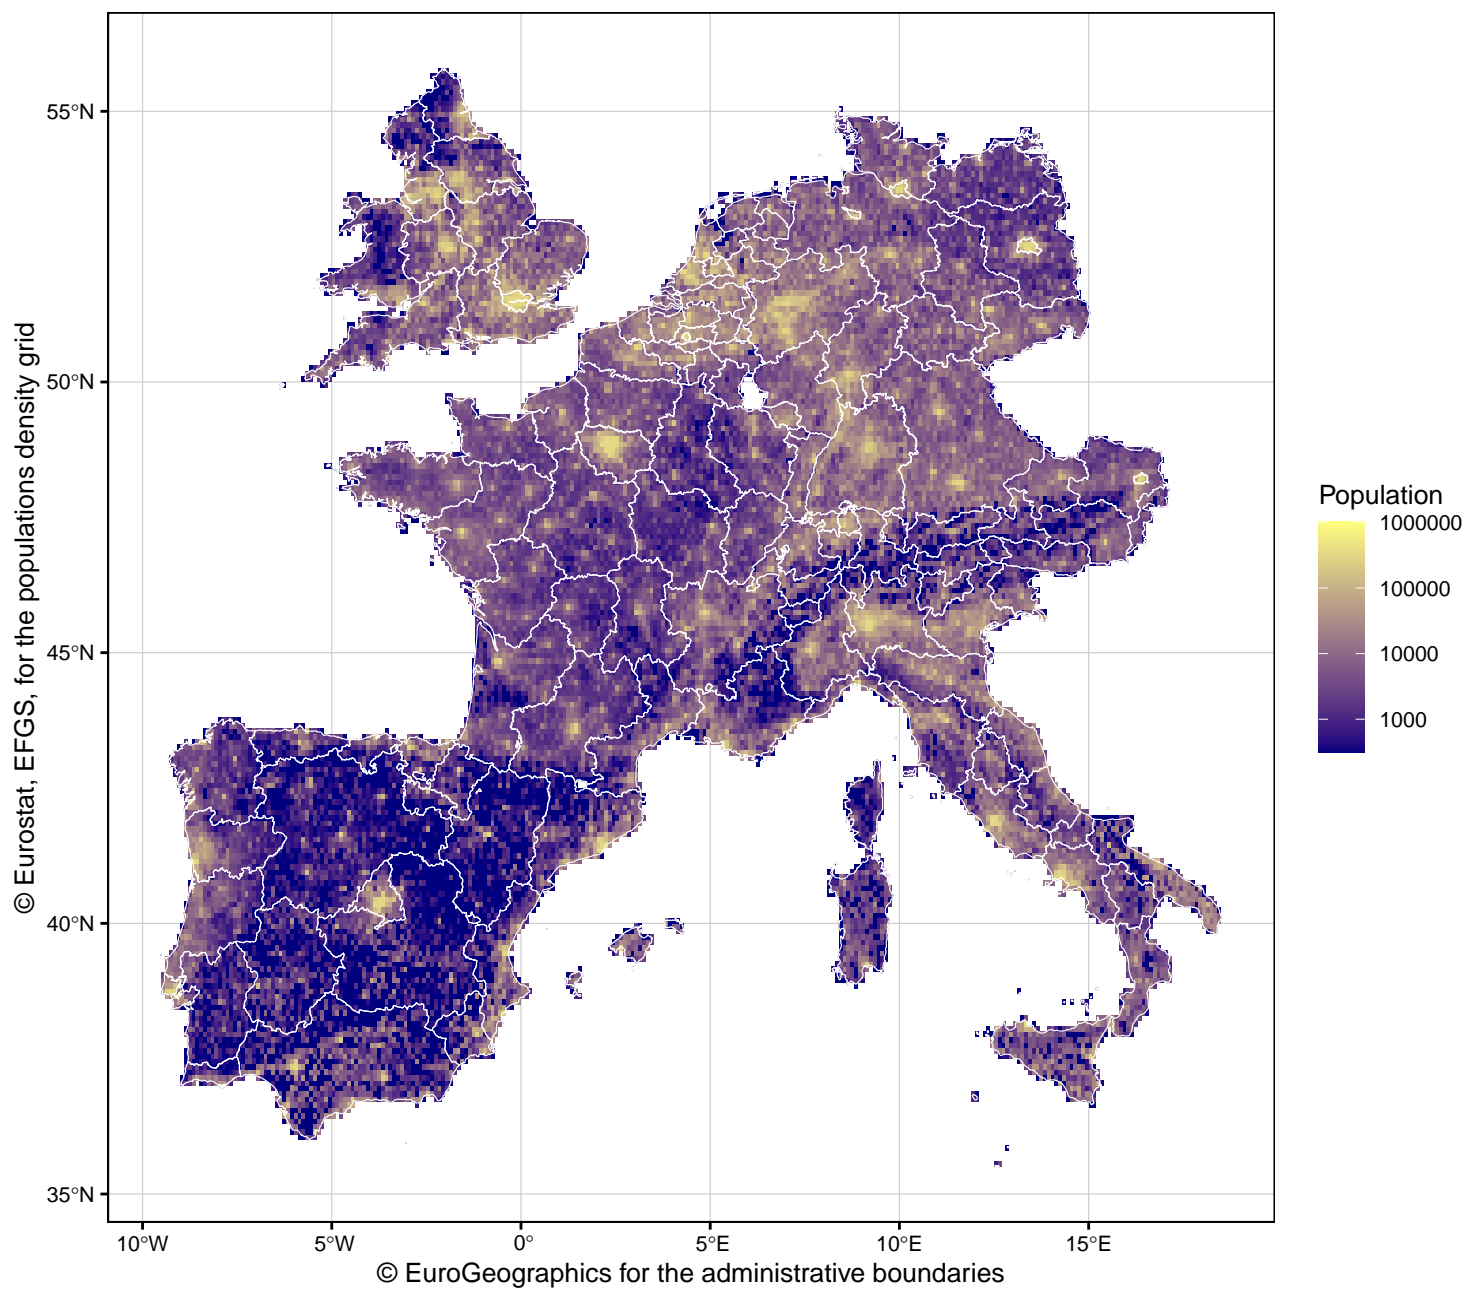 55°N
50°N
45°N
40°N
35°N
10°W
5°W
0°
5°E
10°E
15°E
© EuroGeographics for the administrative boundaries
© Eurostat, EFGS, for the populations density grid
Population
1000000
100000
10000
1000